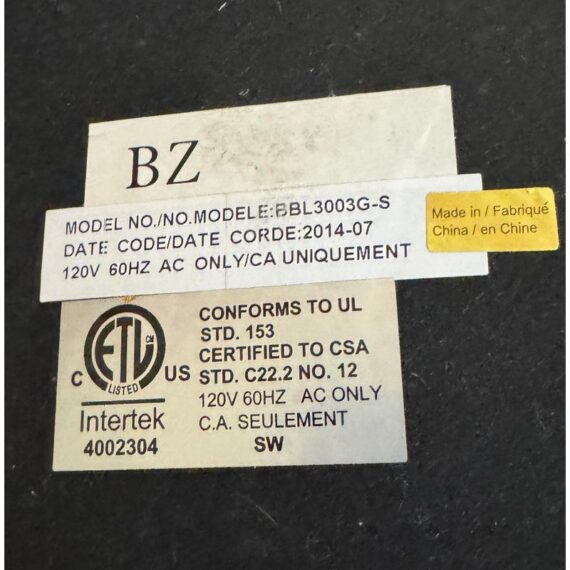 BZ
MODEL NO./NO.MODELE:BBL3003G-S
DATE CODE/DATE CORDE:2014-07
120V 60HZ AC ONLY/CA UNIQUEMENT
Made in / Fabriqué
China / en Chine
ETL CM
LISTED
C US
Intertek
4002304
CONFORMS TO UL
STD. 153
CERTIFIED TO CSA
STD. C22.2 NO. 12
120V 60HZ AC ONLY
C.A. SEULEMENT
SW